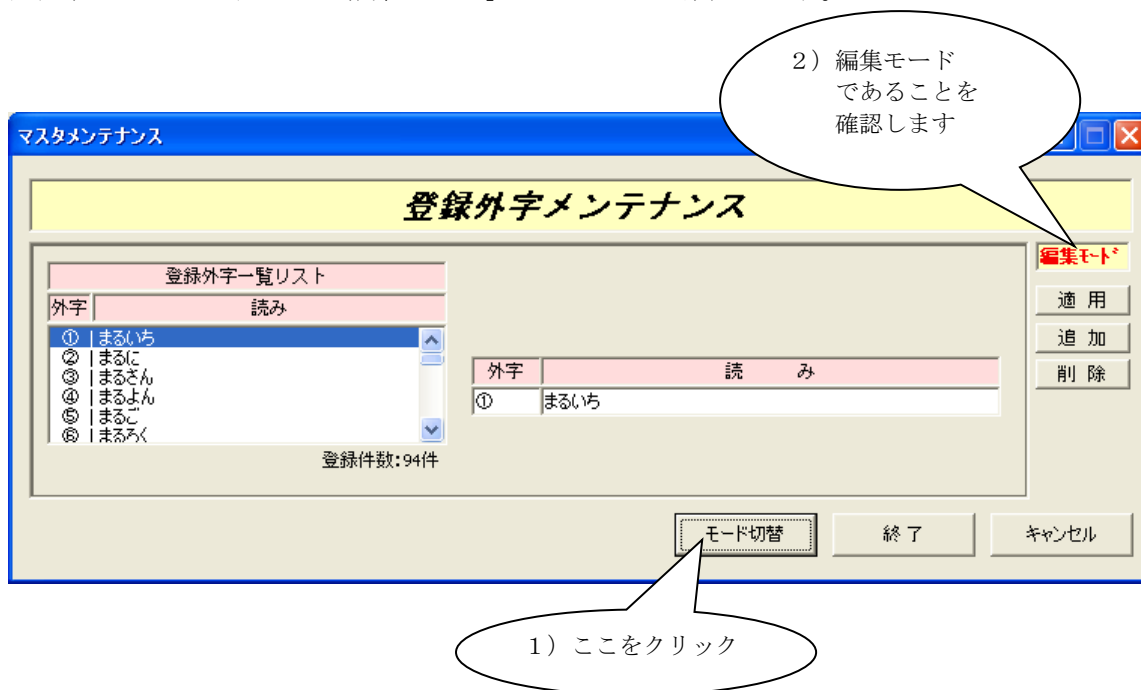 2）編集モード
であることを
確認します
マスタメンテナンス
登録外字メンテナンス
編集ﾓｰﾄﾞ
登録外字一覧リスト
外字 読み
① | まるいち
② | まるに
③ | まるさん
④ | まるよん
⑤ | まるご
⑥ | まるろく
登録件数:94件
外字 読 み
① まるいち
適 用
追 加
削 除
モード切替 終 了 キャンセル
1）ここをクリック